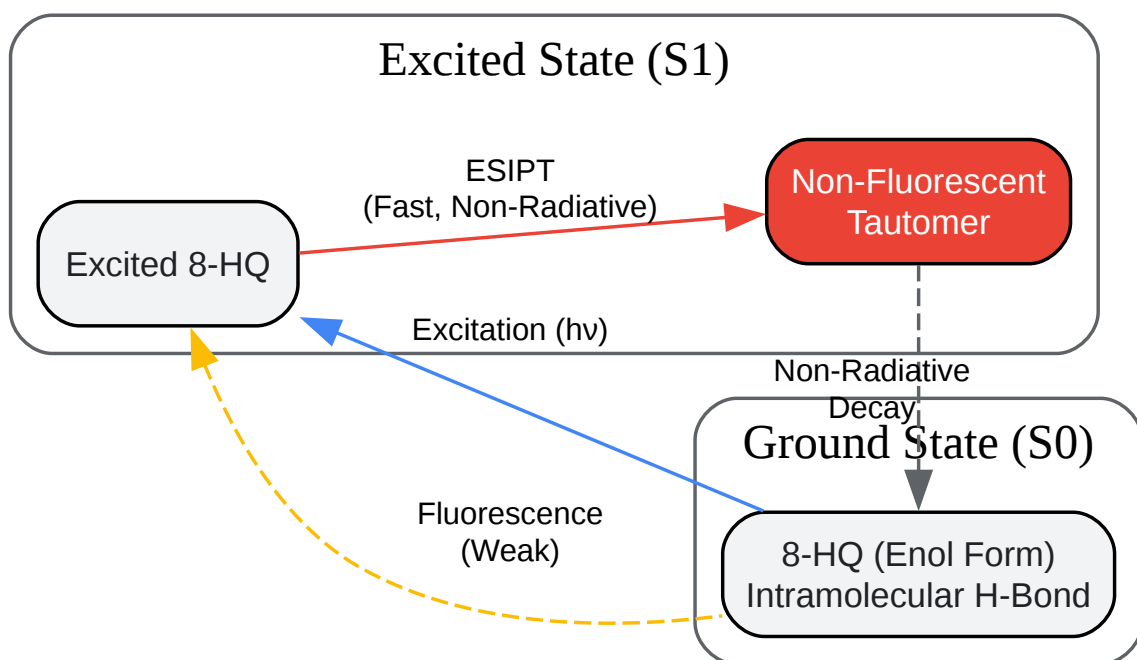 Excited State (S1)
ESIPT
(Fast, Non-Radiative)
Non-Fluorescent
Tautomer
Excited 8-HQ
Excitation (hν)
Non-Radiative
Decay
Ground State (S0)
Fluorescence
(Weak)
8-HQ (Enol Form)
Intramolecular H-Bond